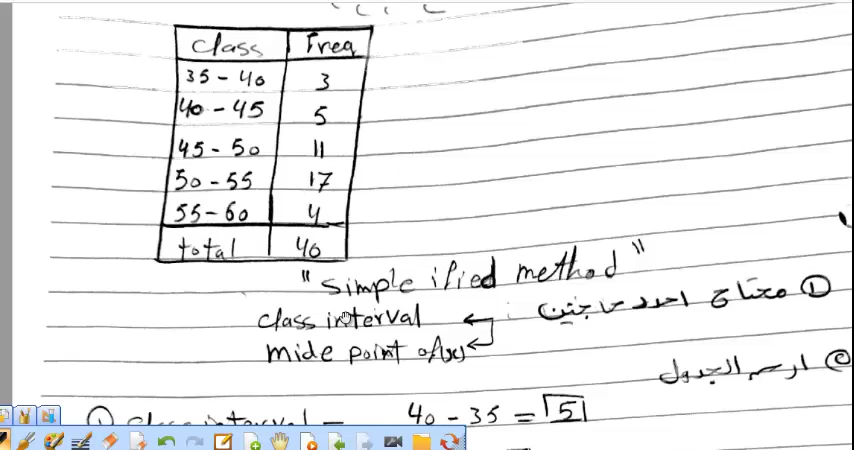 class Freq
35 - 40 3
40 - 45 5
45 - 50 11
50 - 55 17
55 - 60 4
total 40
"simple ified method"
① محتاج احدد حاجتين :
class interval
mide point of(x)
② ارسم الجدول
① class interval = 40 - 35 = 5